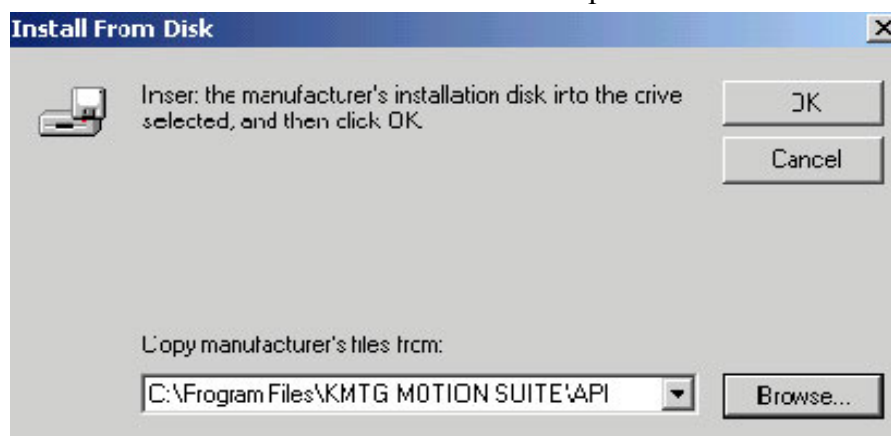 Install From Disk
Insert the manufacturer's installation disk into the drive
selected, and then click OK.
OK
Cancel
Copy manufacturer's files from:
C:\Program Files\KMTG MOTION SUITE\API
Browse...